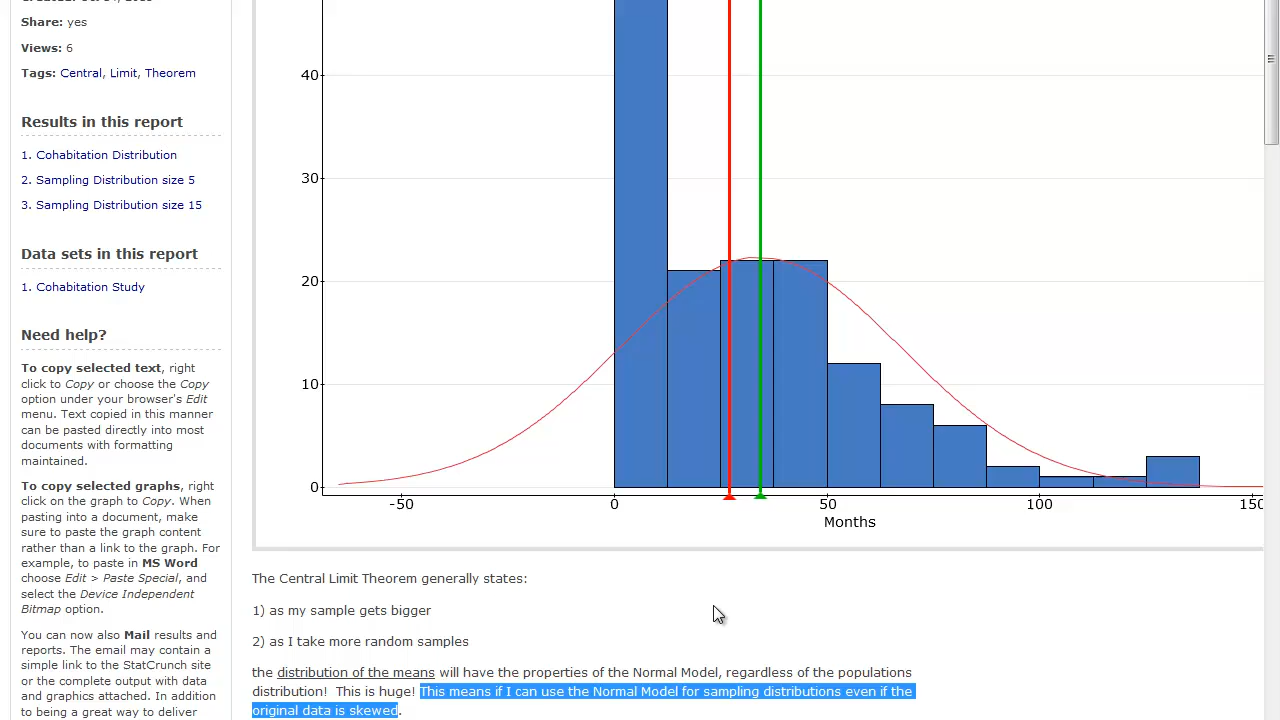 Share: yes
Views: 6
Tags: Central, Limit, Theorem
Results in this report
1. Cohabitation Distribution
2. Sampling Distribution size 5
3. Sampling Distribution size 15
Data sets in this report
1. Cohabitation Study
Need help?
To copy selected text, right
click to Copy or choose the Copy
option under your browser's Edit
menu. Text copied in this manner
can be pasted directly into most
documents with formatting
maintained.
To copy selected graphs, right
click on the graph to Copy. When
pasting into a document, make
sure to paste the graph content
rather than a link to the graph. For
example, to paste in MS Word
choose Edit > Paste Special, and
select the Device Independent
Bitmap option.
You can now also Mail results and
reports. The email may contain a
simple link to the StatCrunch site
or the complete output with data
and graphics attached. In addition
to being a great way to deliver
40
30
20
10
0
-50 0 50 100 150
Months
The Central Limit Theorem generally states:
1) as my sample gets bigger
2) as I take more random samples
the distribution of the means will have the properties of the Normal Model, regardless of the populations
distribution! This is huge! This means if I can use the Normal Model for sampling distributions even if the
original data is skewed.